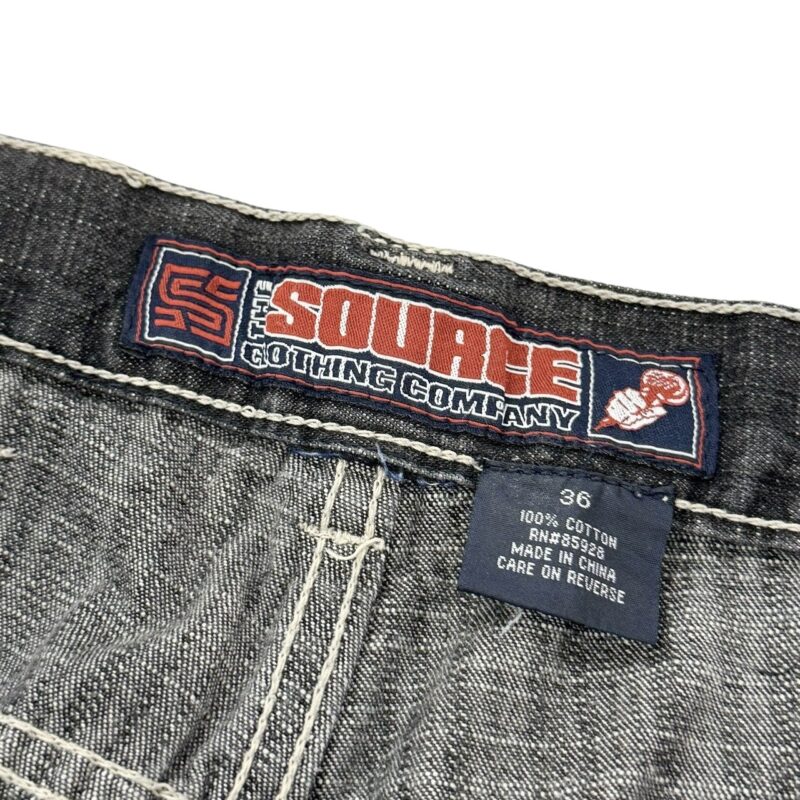 THE SOURCE
CLOTHING COMPANY
36
100% COTTON
RN#85928
MADE IN CHINA
CARE ON REVERSE